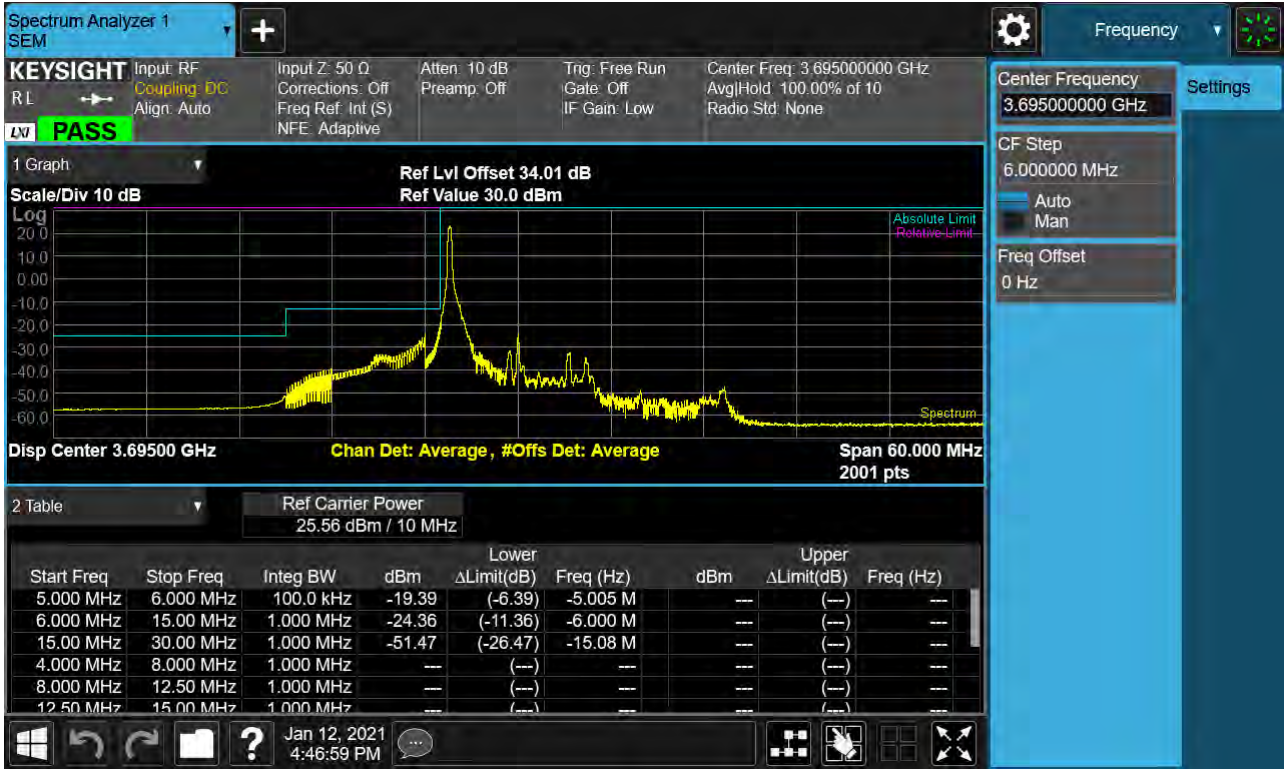 Spectrum Analyzer 1
SEM
+
Frequency
KEYSIGHT
R L
LXI
PASS
Input: RF
Coupling: DC
Align: Auto
Input Z: 50 Ω
Corrections: Off
Freq Ref: Int (S)
NFE: Adaptive
Atten: 10 dB
Preamp: Off
Trig: Free Run
Gate: Off
IF Gain: Low
Center Freq: 3.695000000 GHz
Avg|Hold: 100.00% of 10
Radio Std: None
Center Frequency
3.695000000 GHz
Settings
CF Step
6.000000 MHz
Auto
Man
Freq Offset
0 Hz
1 Graph
Scale/Div 10 dB
Ref Lvl Offset 34.01 dB
Ref Value 30.0 dBm
Log
20.0
10.0
0.00
-10.0
-20.0
-30.0
-40.0
-50.0
-60.0
Absolute Limit
Relative Limit
Spectrum
Disp Center 3.69500 GHz
Chan Det: Average, #Offs Det: Average
Span 60.000 MHz
2001 pts
2 Table
Ref Carrier Power
25.56 dBm / 10 MHz
Lower Upper
Start Freq Stop Freq Integ BW dBm ΔLimit(dB) Freq (Hz) dBm ΔLimit(dB) Freq (Hz)
5.000 MHz 6.000 MHz 100.0 kHz -19.39 (-6.39) -5.005 M --- (---) ---
6.000 MHz 15.00 MHz 1.000 MHz -24.36 (-11.36) -6.000 M --- (---) ---
15.00 MHz 30.00 MHz 1.000 MHz -51.47 (-26.47) -15.08 M --- (---) ---
4.000 MHz 8.000 MHz 1.000 MHz --- (---) --- --- (---) ---
8.000 MHz 12.50 MHz 1.000 MHz --- (---) --- --- (---) ---
12.50 MHz 15.00 MHz 1.000 MHz --- (---) --- --- (---) ---
?
Jan 12, 2021
4:46:59 PM